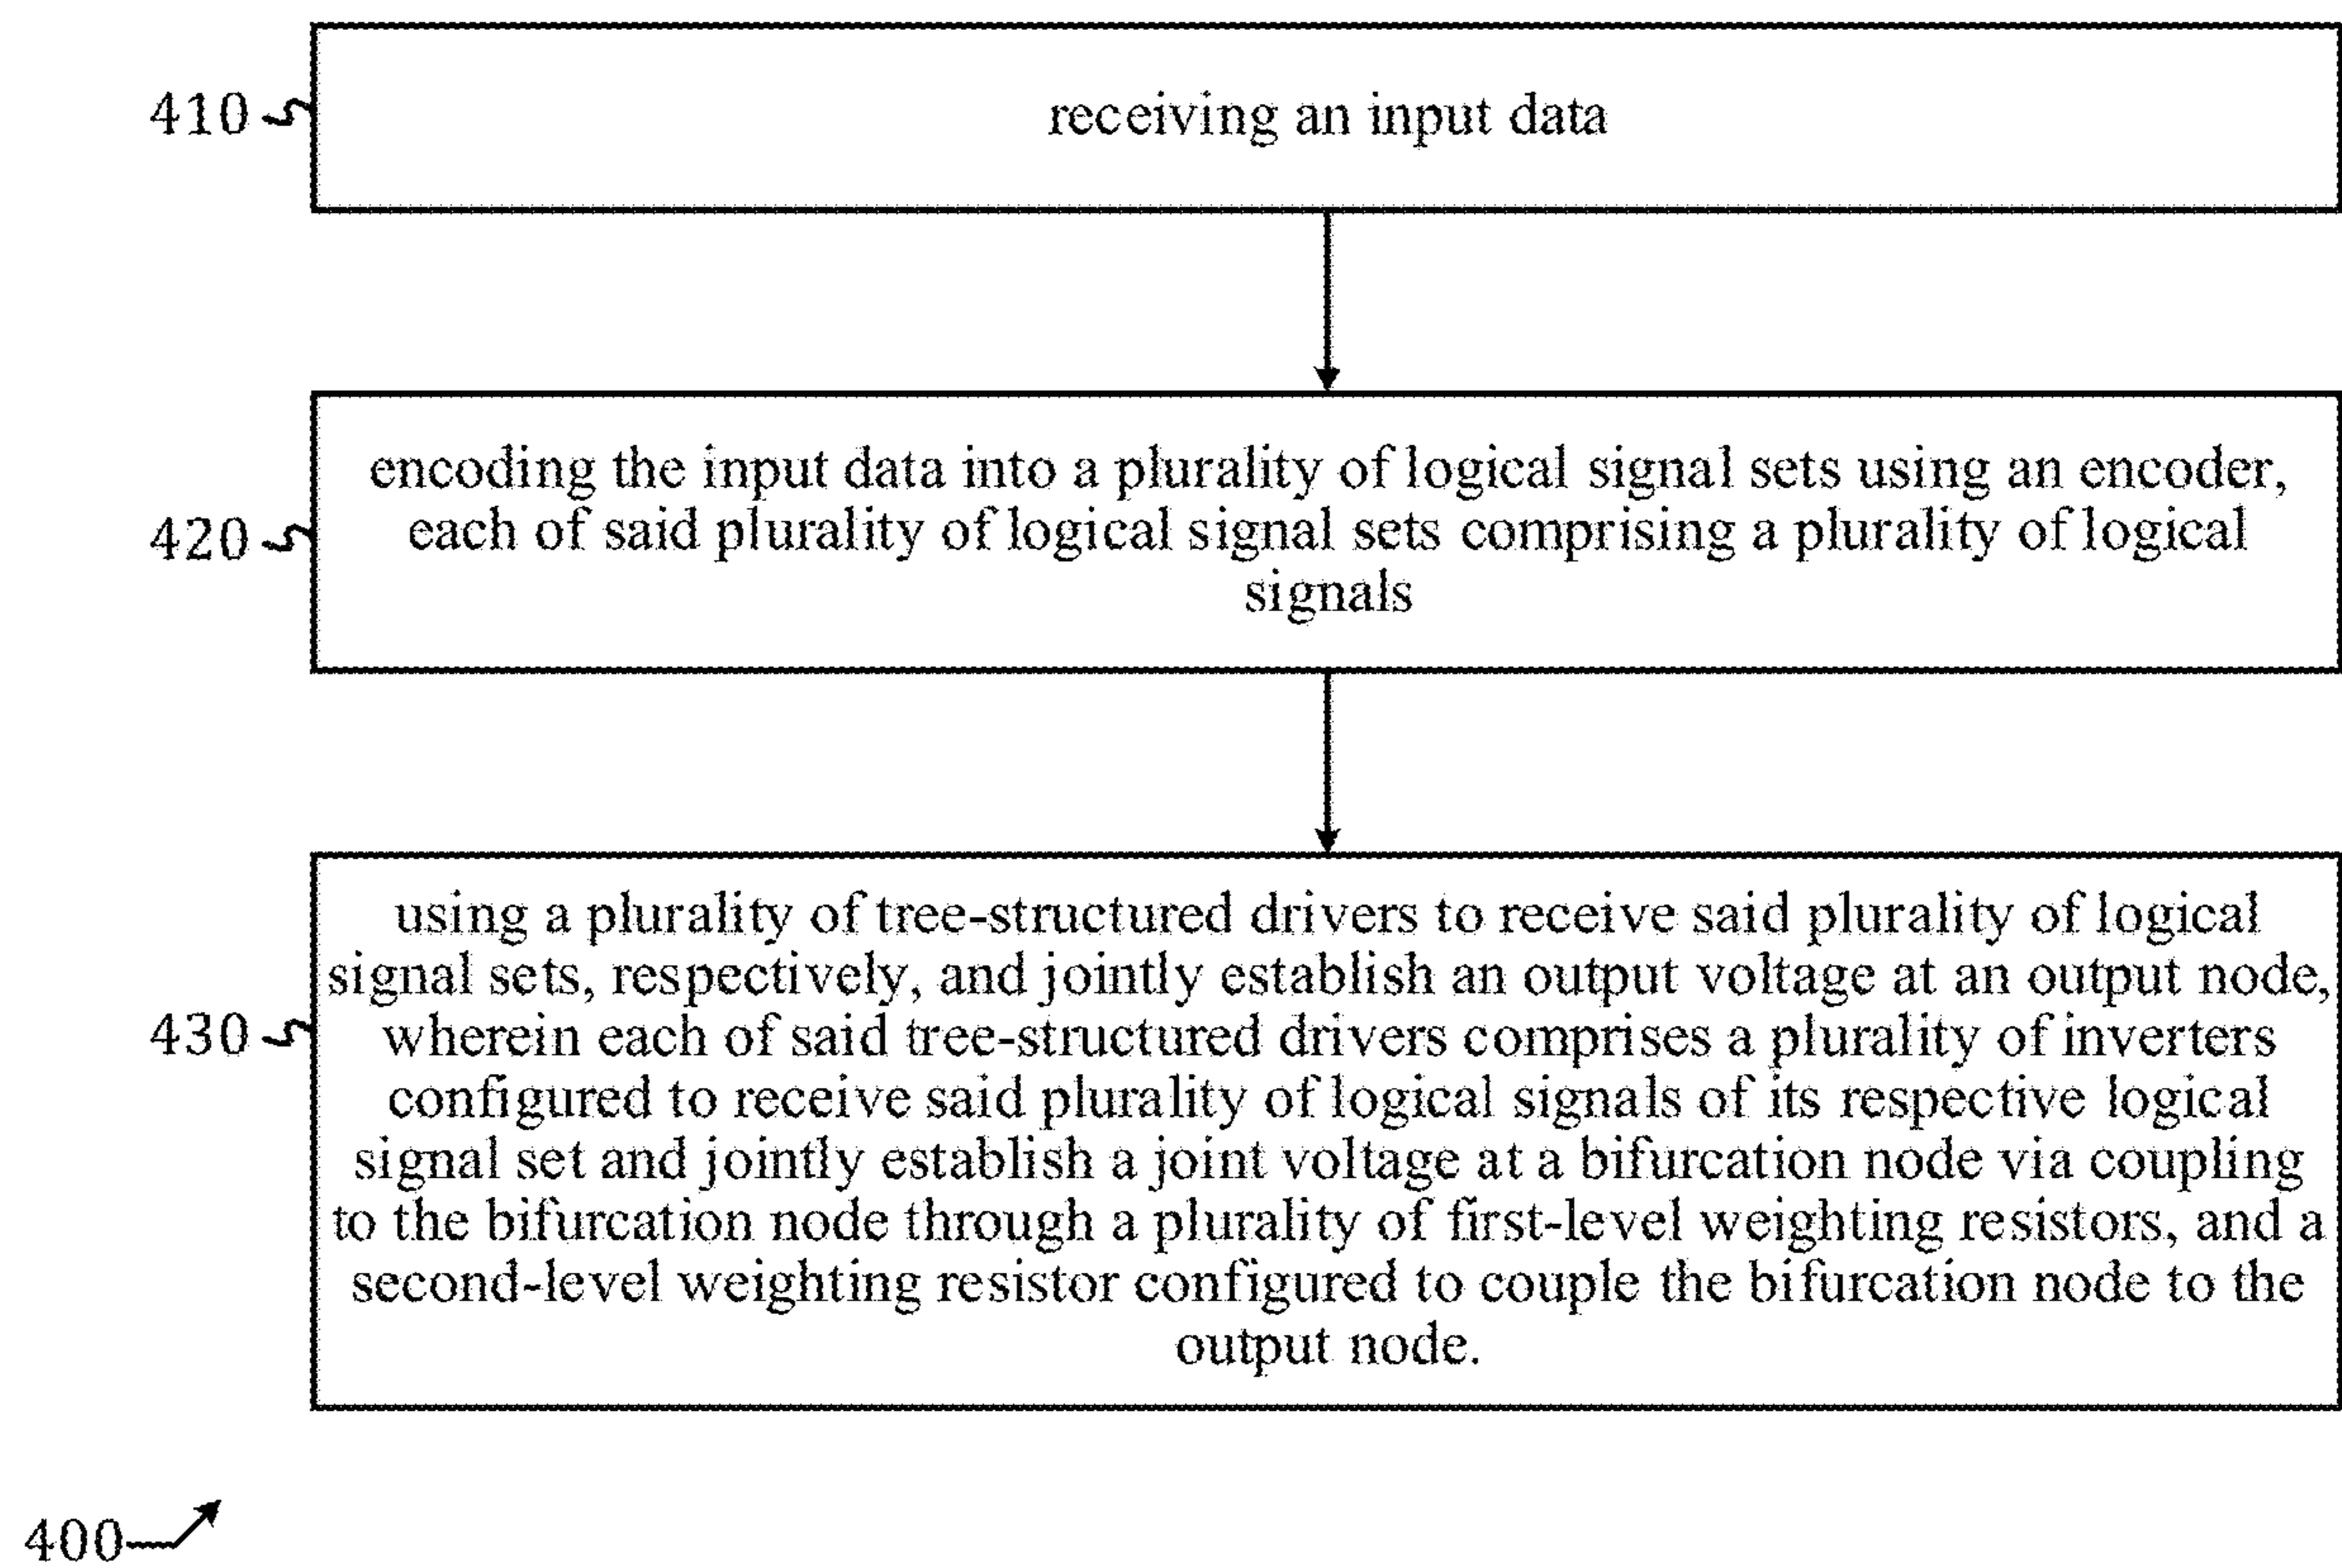 410
receiving an input data
420
encoding the input data into a plurality of logical signal sets using an encoder,
each of said plurality of logical signal sets comprising a plurality of logical
signals
430
using a plurality of tree-structured drivers to receive said plurality of logical
signal sets, respectively, and jointly establish an output voltage at an output node,
wherein each of said tree-structured drivers comprises a plurality of inverters
configured to receive said plurality of logical signals of its respective logical
signal set and jointly establish a joint voltage at a bifurcation node via coupling
to the bifurcation node through a plurality of first-level weighting resistors, and a
second-level weighting resistor configured to couple the bifurcation node to the
output node.
400